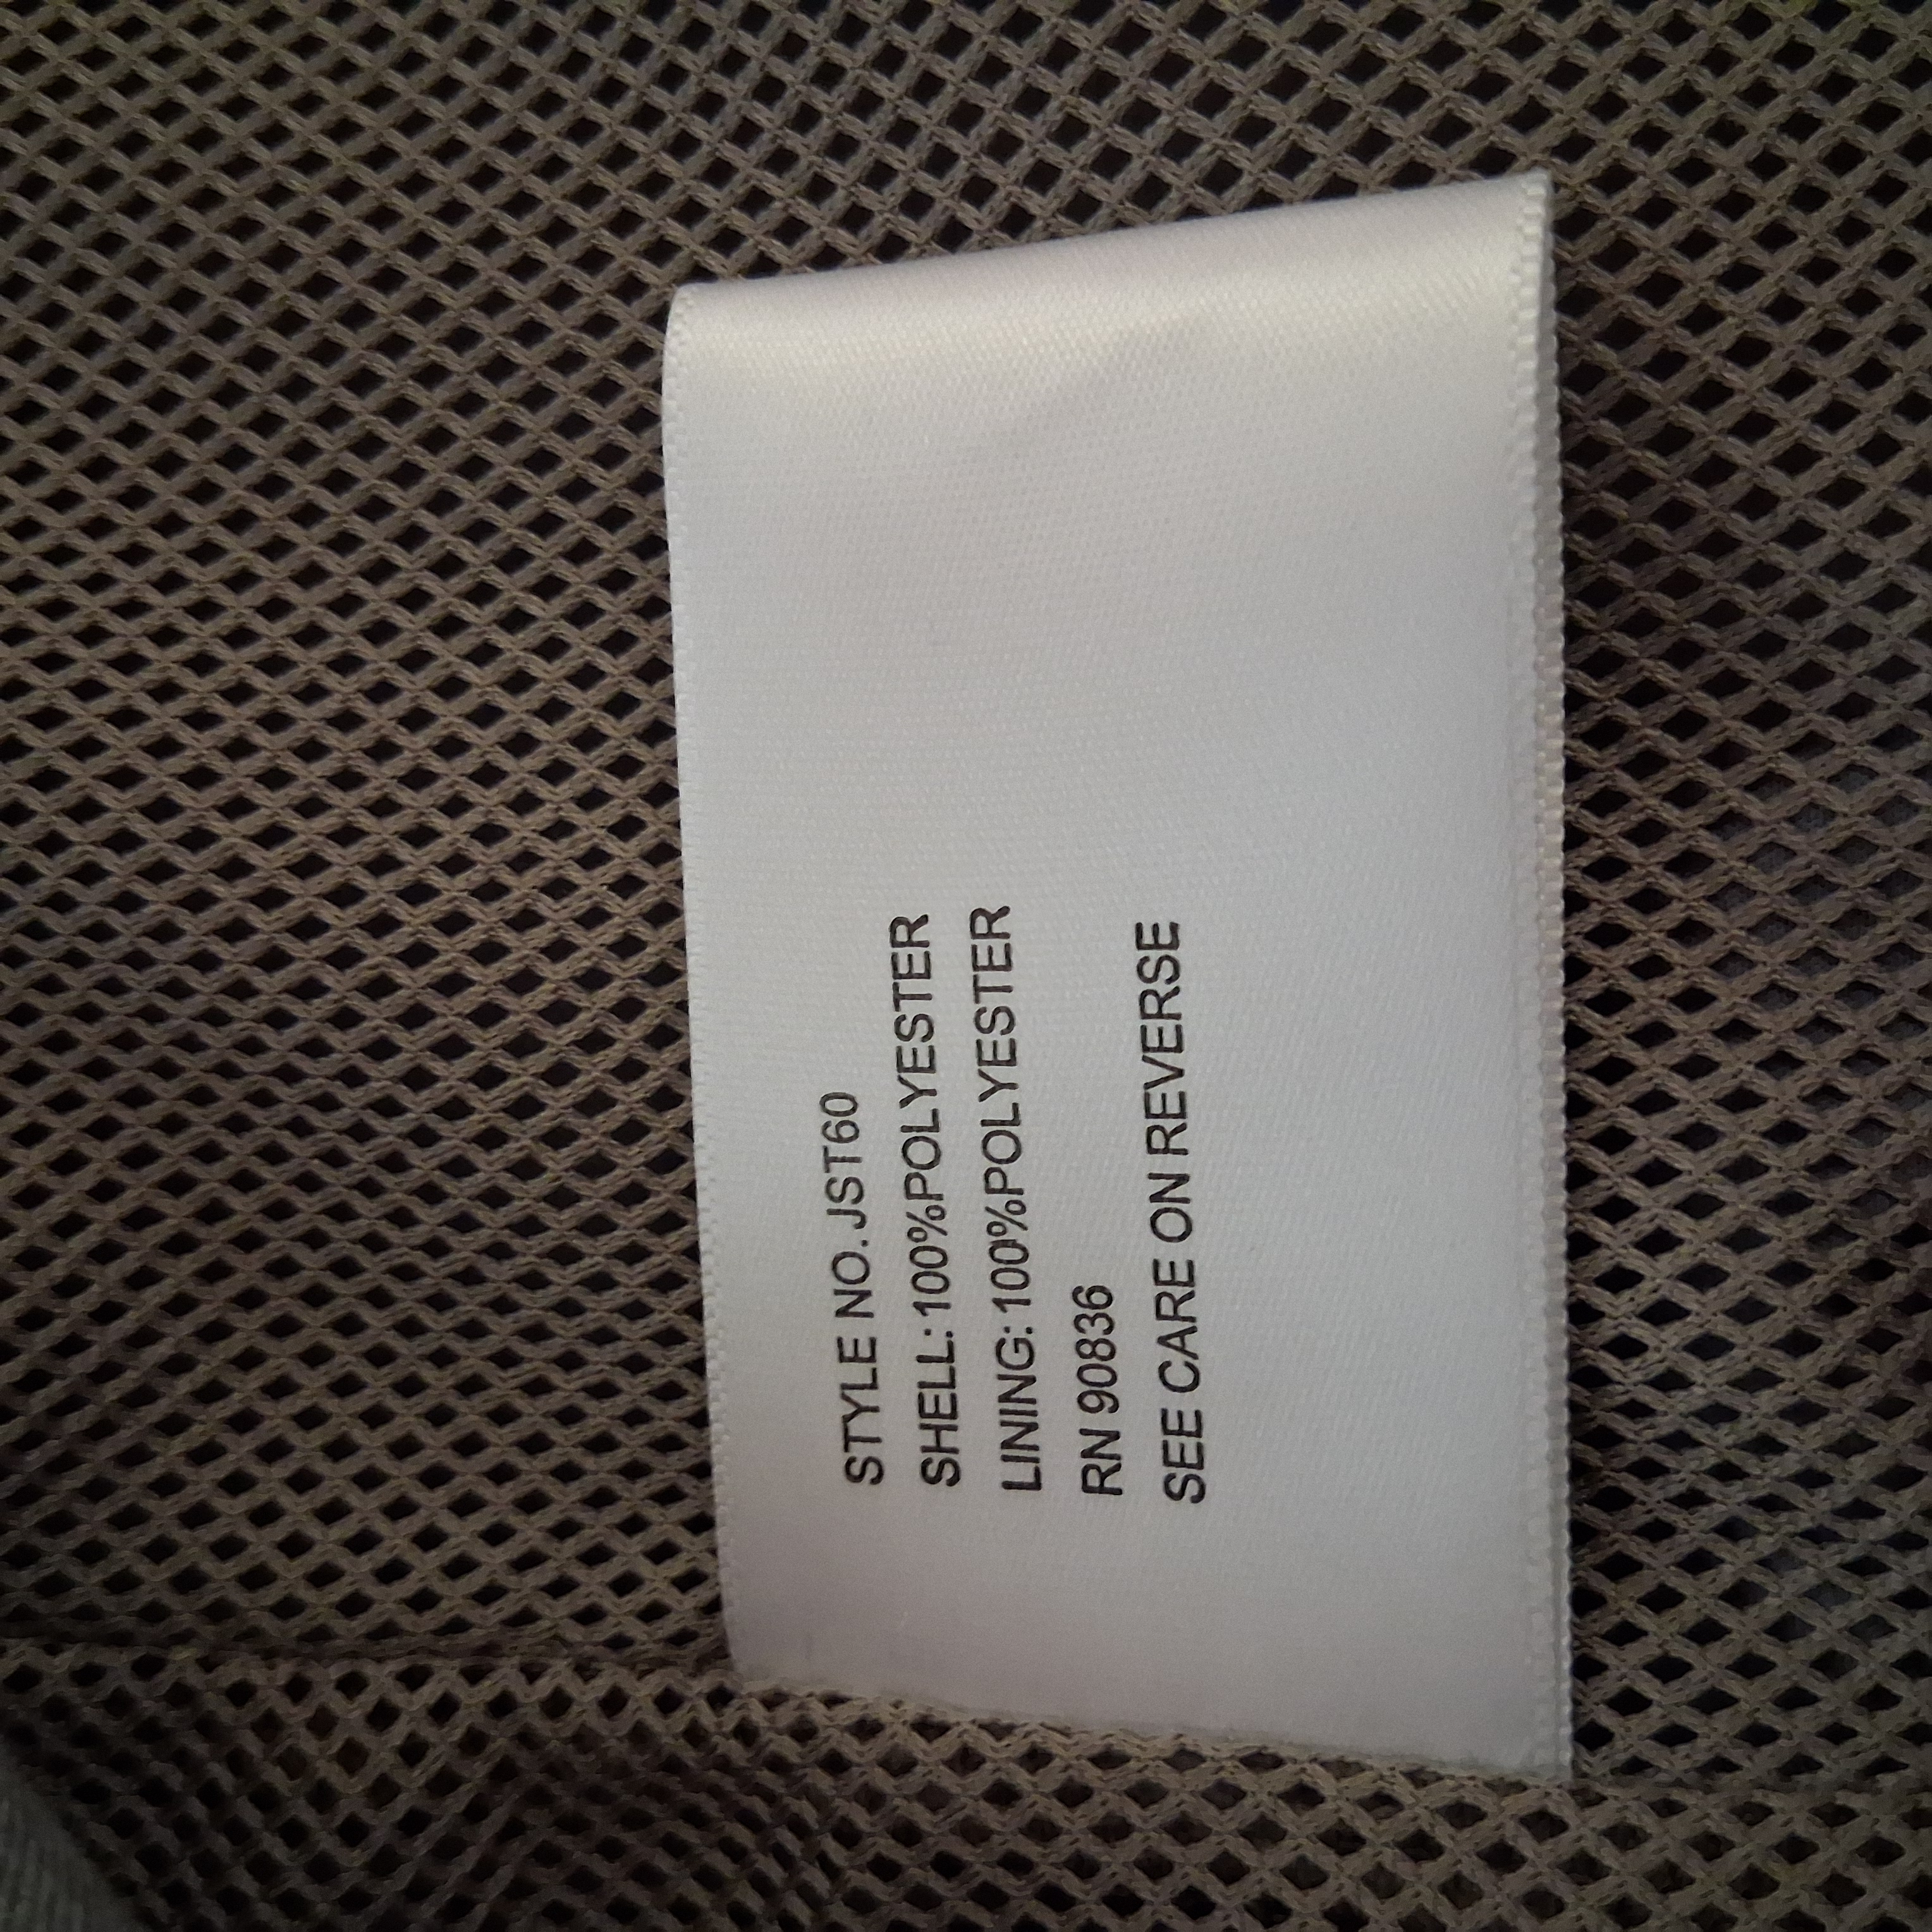 STYLE NO. JST60
SHELL: 100%POLYESTER
LINING: 100%POLYESTER
RN 90836
SEE CARE ON REVERSE